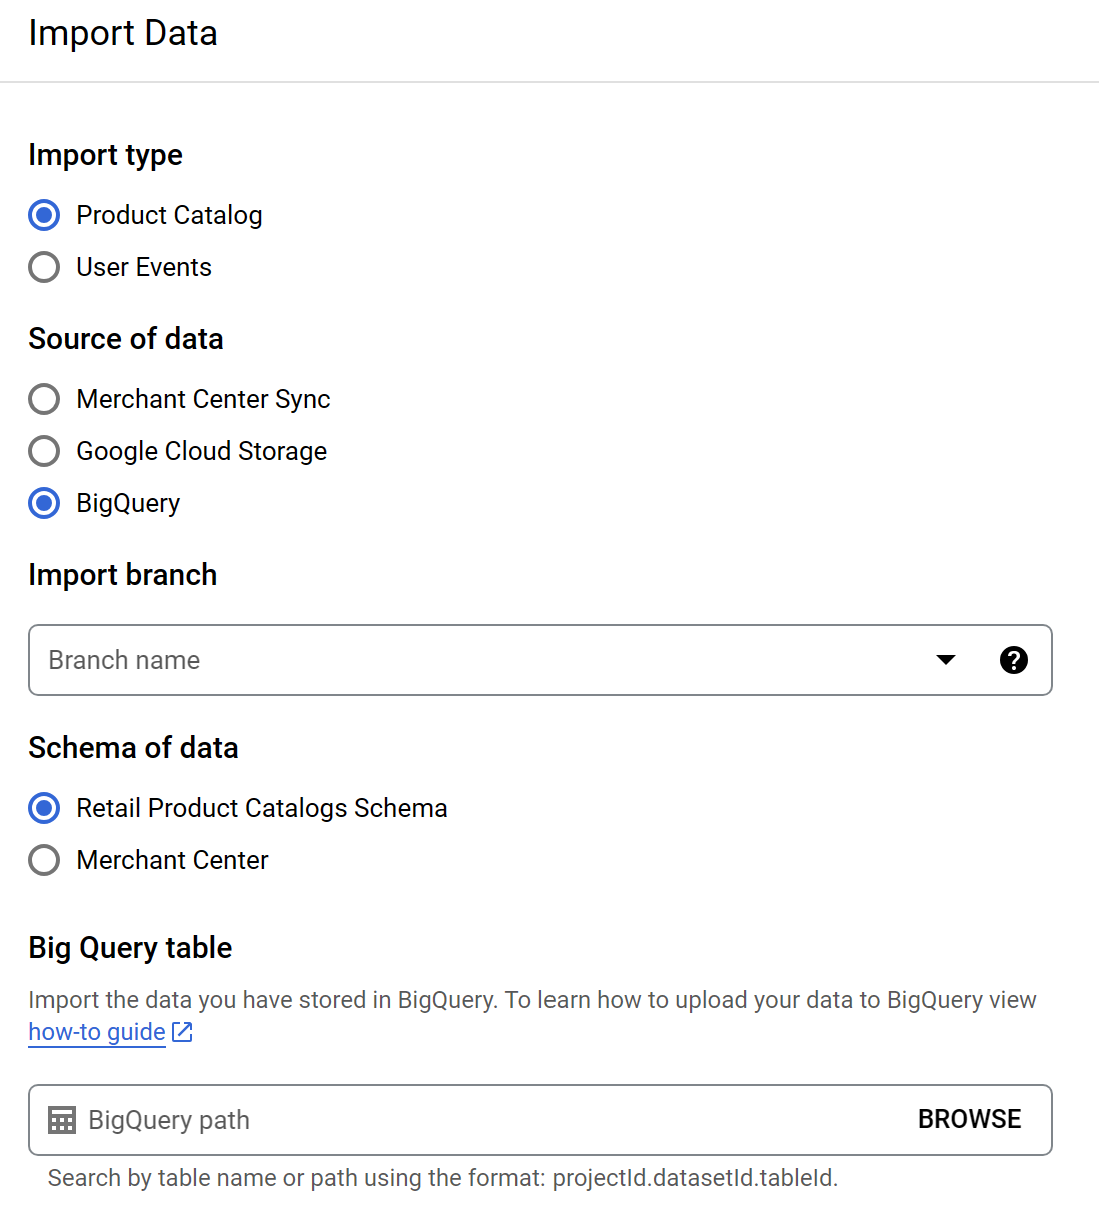 Import Data
Import type
Product Catalog
User Events
Source of data
Merchant Center Sync
Google Cloud Storage
BigQuery
Import branch
Branch name
Schema of data
Retail Product Catalogs Schema
Merchant Center
Big Query table
Import the data you have stored in BigQuery. To learn how to upload your data to BigQuery view
how-to guide
BigQuery path BROWSE
Search by table name or path using the format: projectId.datasetId.tableId.